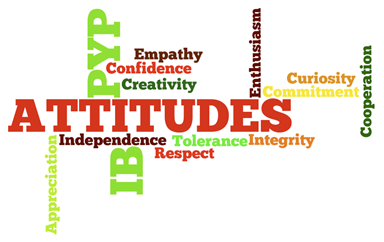 PYP
Empathy
Confidence
Creativity
Enthusiasm
Curiosity
Commitment
Cooperation
ATTITUDES
Independence
Tolerance
Integrity
Respect
IB
Appreciation